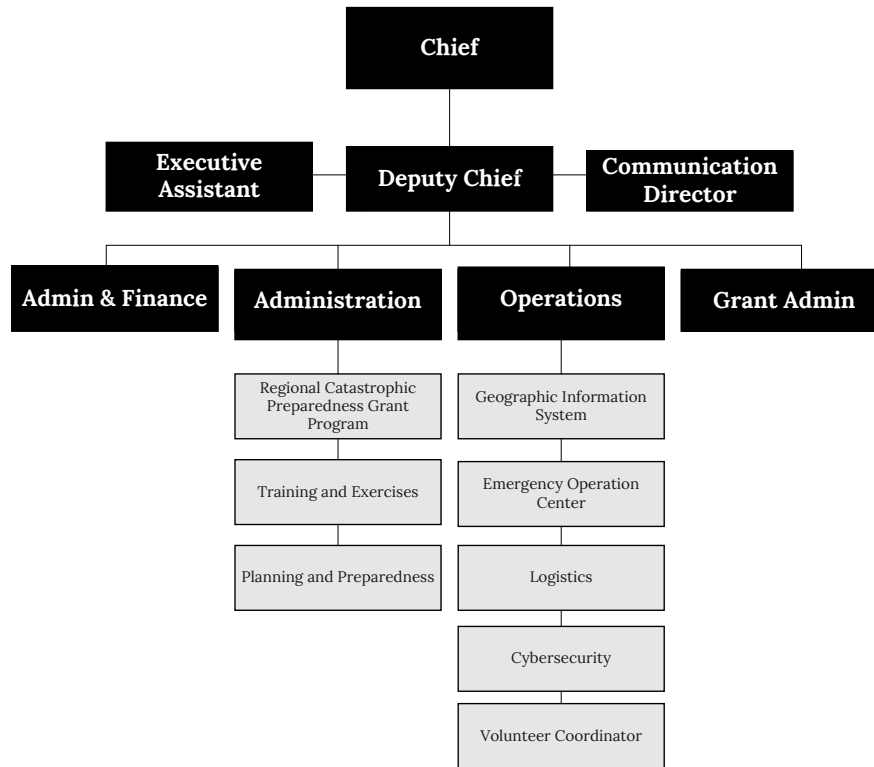 Chief
Executive
Assistant
Deputy Chief
Communication
Director
Admin & Finance
Administration
Operations
Grant Admin
Regional Catastrophic
Preparedness Grant
Program
Training and Exercises
Planning and Preparedness
Geographic Information
System
Emergency Operation
Center
Logistics
Cybersecurity
Volunteer Coordinator